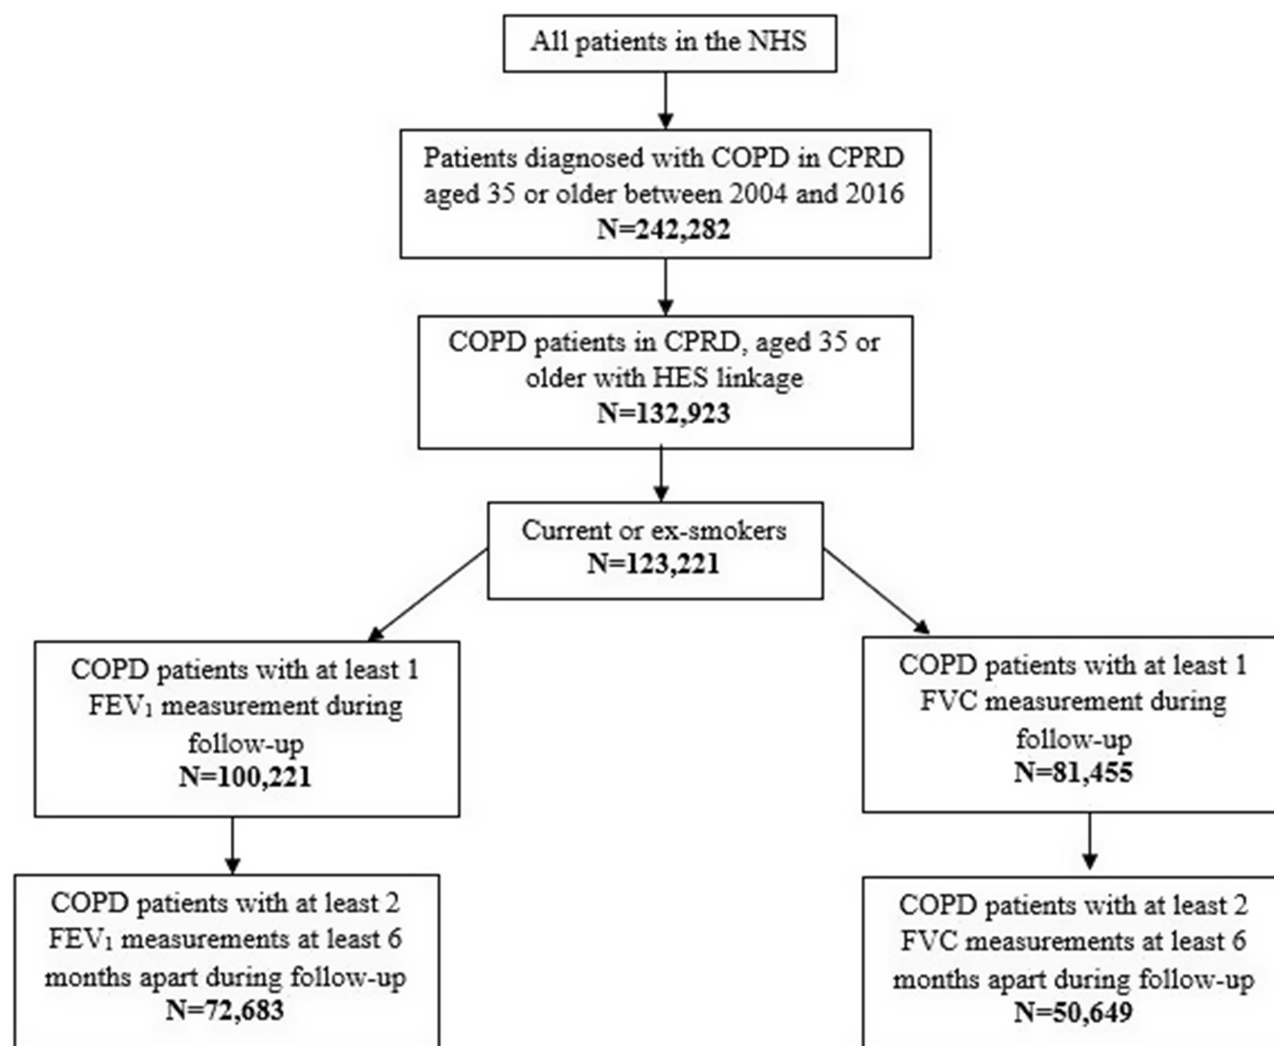 All patients in the NHS
Patients diagnosed with COPD in CPRD
aged 35 or older between 2004 and 2016
N=242,282
COPD patients in CPRD, aged 35 or
older with HES linkage
N=132,923
Current or ex-smokers
N=123,221
COPD patients with at least 1
FEV₁ measurement during
follow-up
N=100,221
COPD patients with at least 1
FVC measurement during
follow-up
N=81,455
COPD patients with at least 2
FEV₁ measurements at least 6
months apart during follow-up
N=72,683
COPD patients with at least 2
FVC measurements at least 6
months apart during follow-up
N=50,649